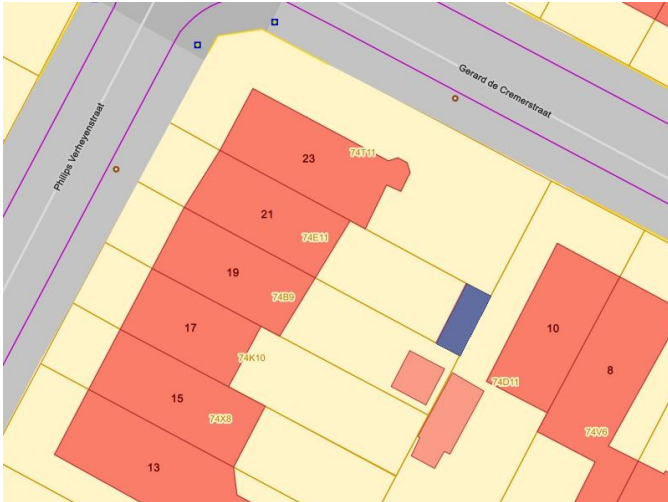 Gerard de Cremerstraat
Philips Verheyenstraat
23
74T11
21
74E11
19
74B9
17
74K10
15
74X8
13
10
8
74D11
74V6